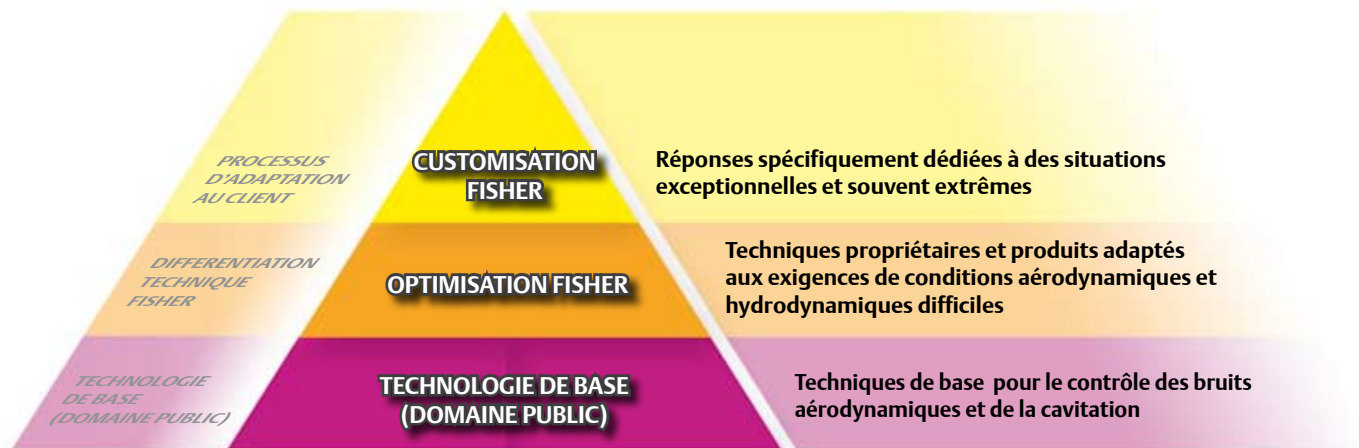 PROCESSUS
D'ADAPTATION
AU CLIENT
CUSTOMISATION
FISHER
Réponses spécifiquement dédiées à des situations
exceptionnelles et souvent extrêmes
DIFFERENTIATION
TECHNIQUE
FISHER
OPTIMISATION FISHER
Techniques propriétaires et produits adaptés
aux exigences de conditions aérodynamiques et
hydrodynamiques difficiles
TECHNOLOGIE
DE BASE
(DOMAINE PUBLIC)
TECHNOLOGIE DE BASE
(DOMAINE PUBLIC)
Techniques de base pour le contrôle des bruits
aérodynamiques et de la cavitation